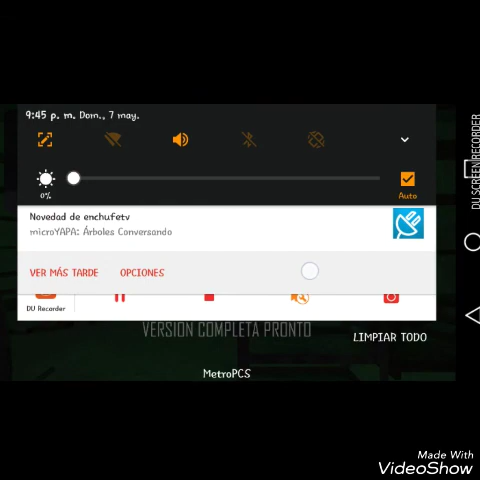 9:45 p. m. Dom., 7 may.
0%
Auto
Novedad de enchufetv
microYAPA: Árboles Conversando
VER MÁS TARDE OPCIONES
DU Recorder
VERSION COMPLETA PRONTO
LIMPIAR TODO
MetroPCS
DU SCREEN RECORDER
Made With
VideoShow